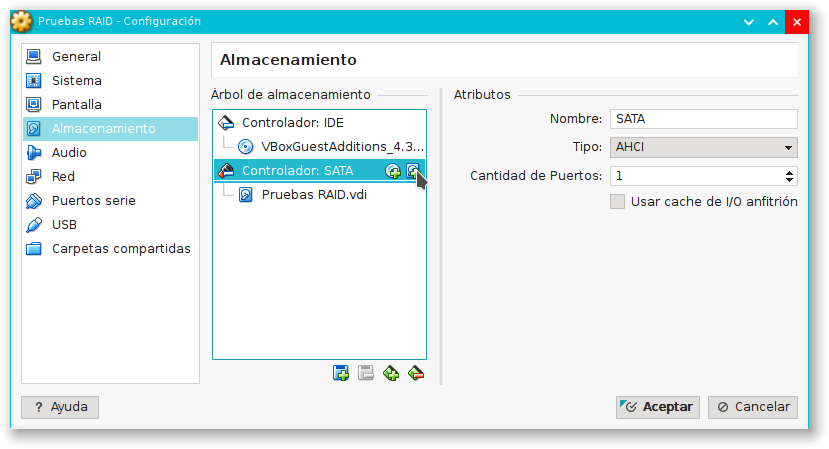 Pruebas RAID - Configuración
General
Sistema
Pantalla
Almacenamiento
Audio
Red
Puertos serie
USB
Carpetas compartidas
Almacenamiento
Árbol de almacenamiento
Controlador: IDE
VBoxGuestAdditions_4.3...
Controlador: SATA
Pruebas RAID.vdi
Atributos
Nombre: SATA
Tipo: AHCI
Cantidad de Puertos: 1
Usar cache de I/O anfitrión
? Ayuda
Aceptar
Cancelar